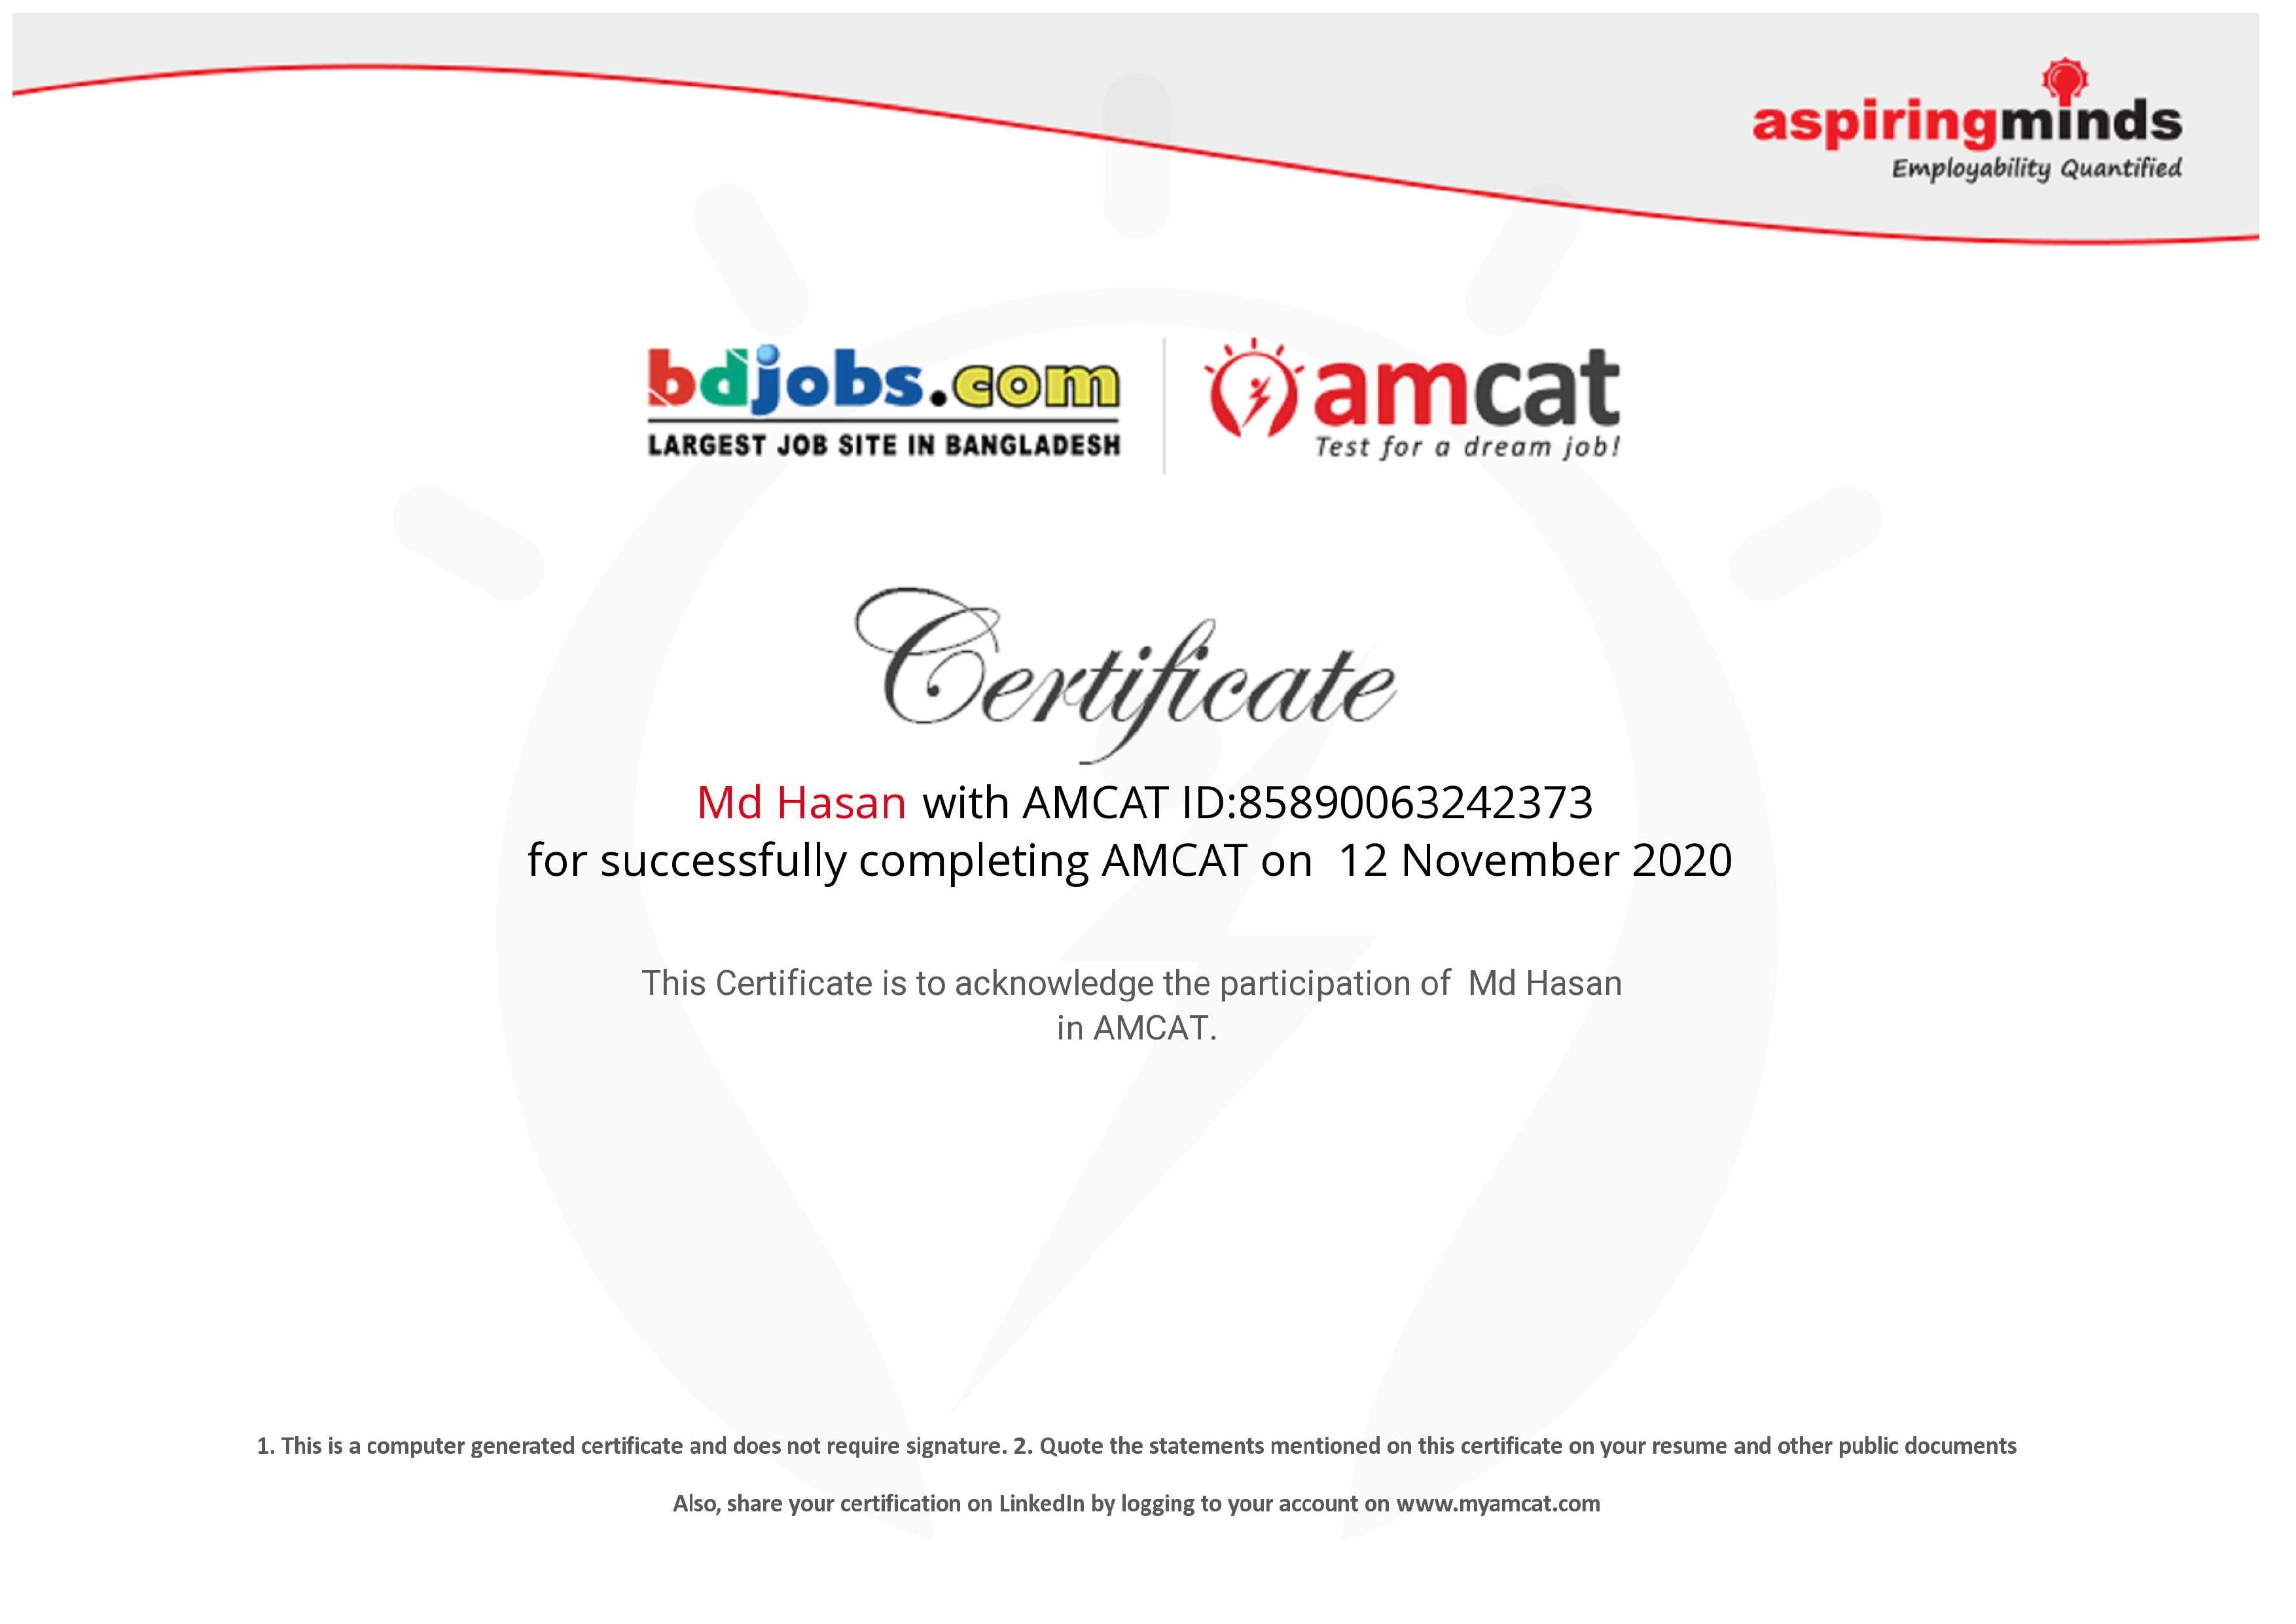 aspiringminds
Employability Quantified
bdjobs.com
LARGEST JOB SITE IN BANGLADESH
amcat
Test for a dream job!
Certificate
Md Hasan with AMCAT ID:85890063242373
for successfully completing AMCAT on 12 November 2020
This Certificate is to acknowledge the participation of Md Hasan
in AMCAT.
1. This is a computer generated certificate and does not require signature. 2. Quote the statements mentioned on this certificate on your resume and other public documents
Also, share your certification on LinkedIn by logging to your account on www.myamcat.com